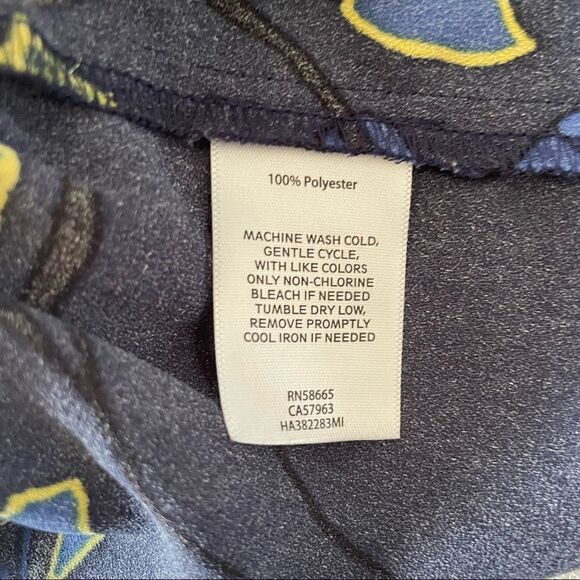 100% Polyester
MACHINE WASH COLD,
GENTLE CYCLE,
WITH LIKE COLORS
ONLY NON-CHLORINE
BLEACH IF NEEDED
TUMBLE DRY LOW,
REMOVE PROMPTLY
COOL IRON IF NEEDED
RN58665
CA57963
HA382283MI